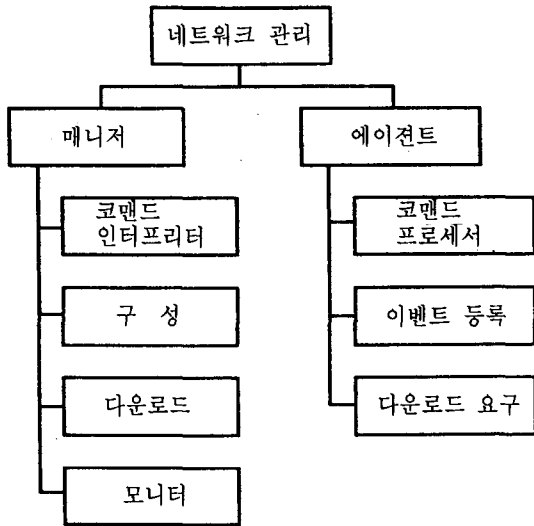 네트워크 관리
매니저
에이젼트
코맨드
인터프리터
코맨드
프로세서
구 성
이벤트 등록
다운로드
다운로드 요구
모니터